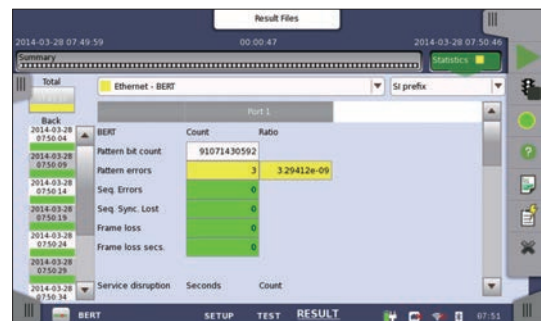 Result Files
2014-03-28 07:49:59
00:00:47
2014-03-28 07:50:46
Summary
Statistics
Total
Ethernet - BERT
SI prefix
Port 1
Back
2014-03-28
07:50:04
2014-03-28
07:50:09
2014-03-28
07:50:14
2014-03-28
07:50:19
2014-03-28
07:50:24
2014-03-28
07:50:29
2014-03-28
07:50:34
BERT Count Ratio
Pattern bit count 91071430592
Pattern errors 3 3.29412e-09
Seq. Errors 0
Seq. Sync. Lost 0
Frame loss 0
Frame loss secs. 0
Service disruption Seconds Count
BERT SETUP TEST RESULT 07:51